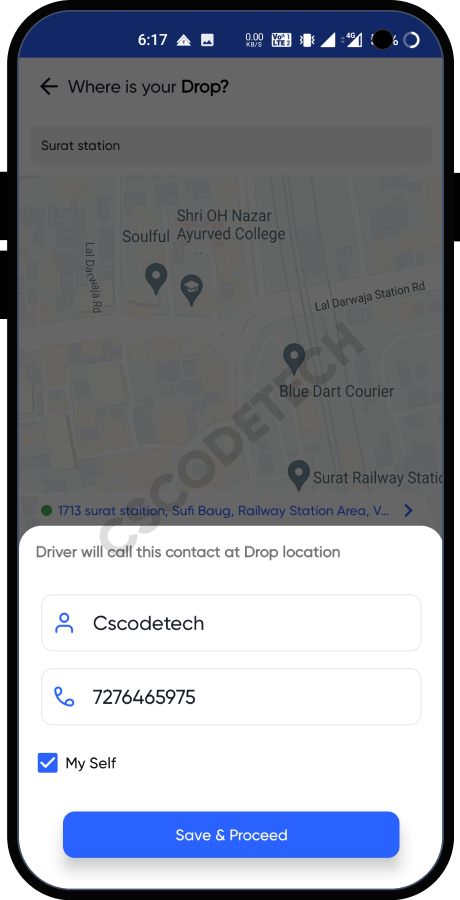 6:17
0.00
KB/S
Vo) 1
LTE 2
4G
Where is your Drop?
Surat station
Shri OH Nazar
Ayurved College
Soulful
Lal Darwaja Rd
Lal Darwaja Station Rd
Blue Dart Courier
CSCODETECH
Surat Railway Static
1713 surat staition, Sufi Baug, Railway Station Area, V...
Driver will call this contact at Drop location
Cscodetech
7276465975
My Self
Save & Proceed